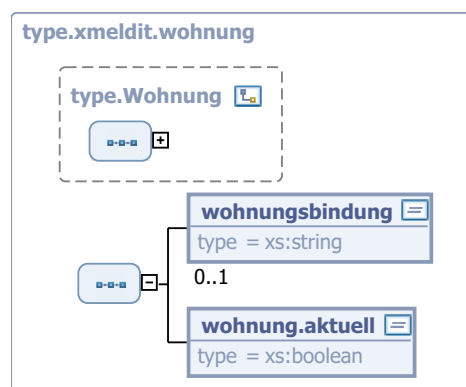 type.xmeldit.wohnung
type.Wohnung
wohnungsbindung
type = xs:string
0..1
wohnung.aktuell
type = xs:boolean